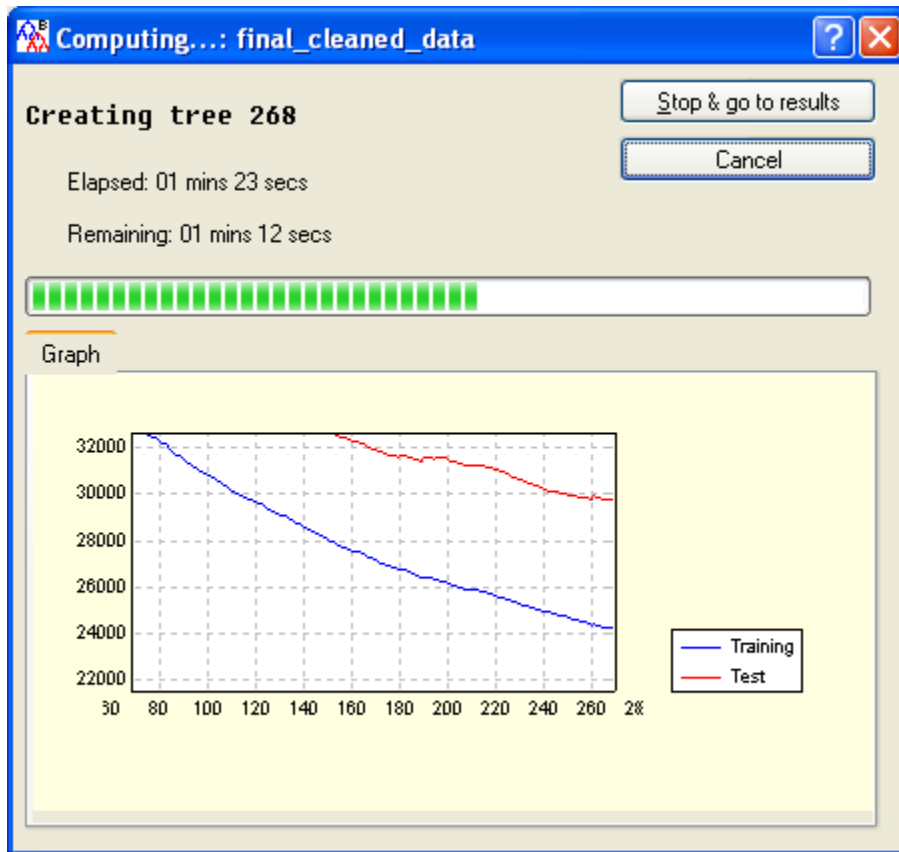 Computing...: final_cleaned_data
Creating tree 268
Stop & go to results
Cancel
Elapsed: 01 mins 23 secs
Remaining: 01 mins 12 secs
Graph
32000
30000
28000
26000
24000
22000
80 100 120 140 160 180 200 220 240 260
Training
Test